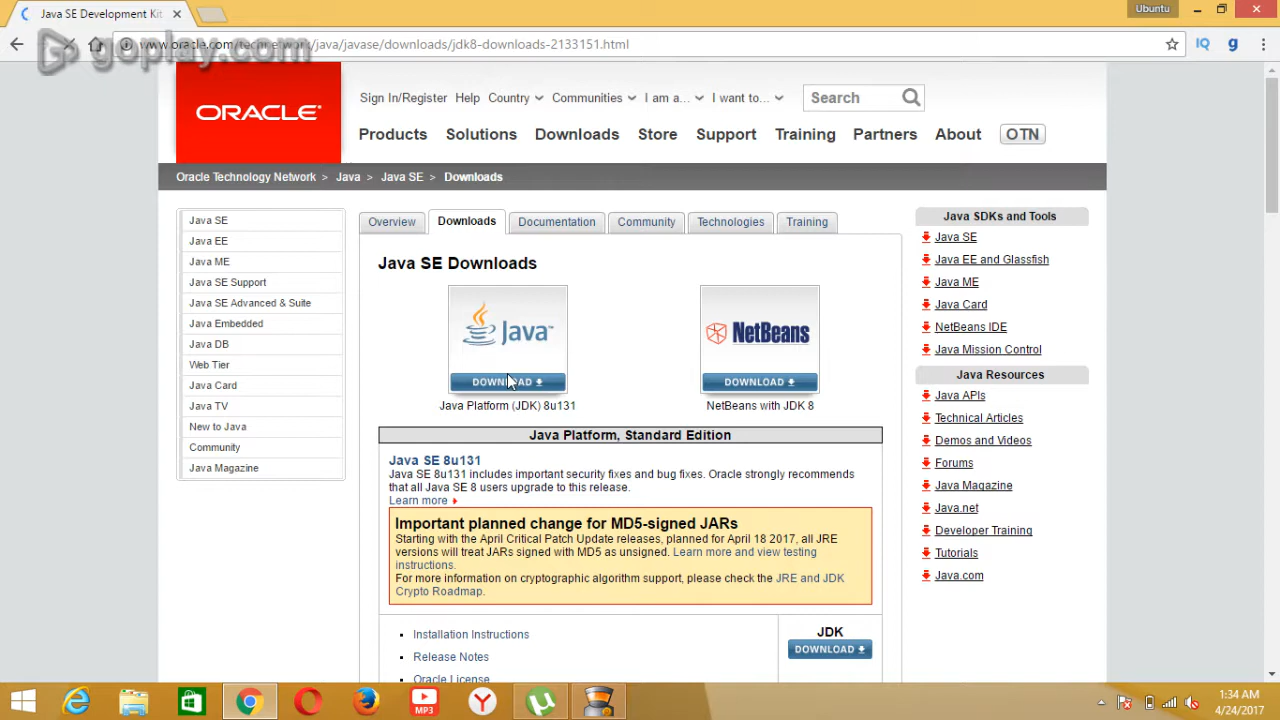 Java SE Development Kit
Ubuntu
www.oracle.com/technetwork/java/javase/downloads/jdk8-downloads-2133151.html
goplay.com
IQ
g
ORACLE
Sign In/Register Help Country Communities I am a... I want to... Search
Products Solutions Downloads Store Support Training Partners About OTN
Oracle Technology Network > Java > Java SE > Downloads
Java SE
Java EE
Java ME
Java SE Support
Java SE Advanced & Suite
Java Embedded
Java DB
Web Tier
Java Card
Java TV
New to Java
Community
Java Magazine
Overview Downloads Documentation Community Technologies Training
Java SE Downloads
Java™
DOWNLOAD
Java Platform (JDK) 8u131
NetBeans
DOWNLOAD
NetBeans with JDK 8
Java Platform, Standard Edition
Java SE 8u131
Java SE 8u131 includes important security fixes and bug fixes. Oracle strongly recommends
that all Java SE 8 users upgrade to this release.
Learn more
Important planned change for MD5-signed JARs
Starting with the April Critical Patch Update releases, planned for April 18 2017, all JRE
versions will treat JARs signed with MD5 as unsigned. Learn more and view testing
instructions.
For more information on cryptographic algorithm support, please check the JRE and JDK
Crypto Roadmap.
Installation Instructions
Release Notes
Oracle License
JDK
DOWNLOAD
Java SDKs and Tools
Java SE
Java EE and Glassfish
Java ME
Java Card
NetBeans IDE
Java Mission Control
Java Resources
Java APIs
Technical Articles
Demos and Videos
Forums
Java Magazine
Java.net
Developer Training
Tutorials
Java.com
MP3
1:34 AM
4/24/2017